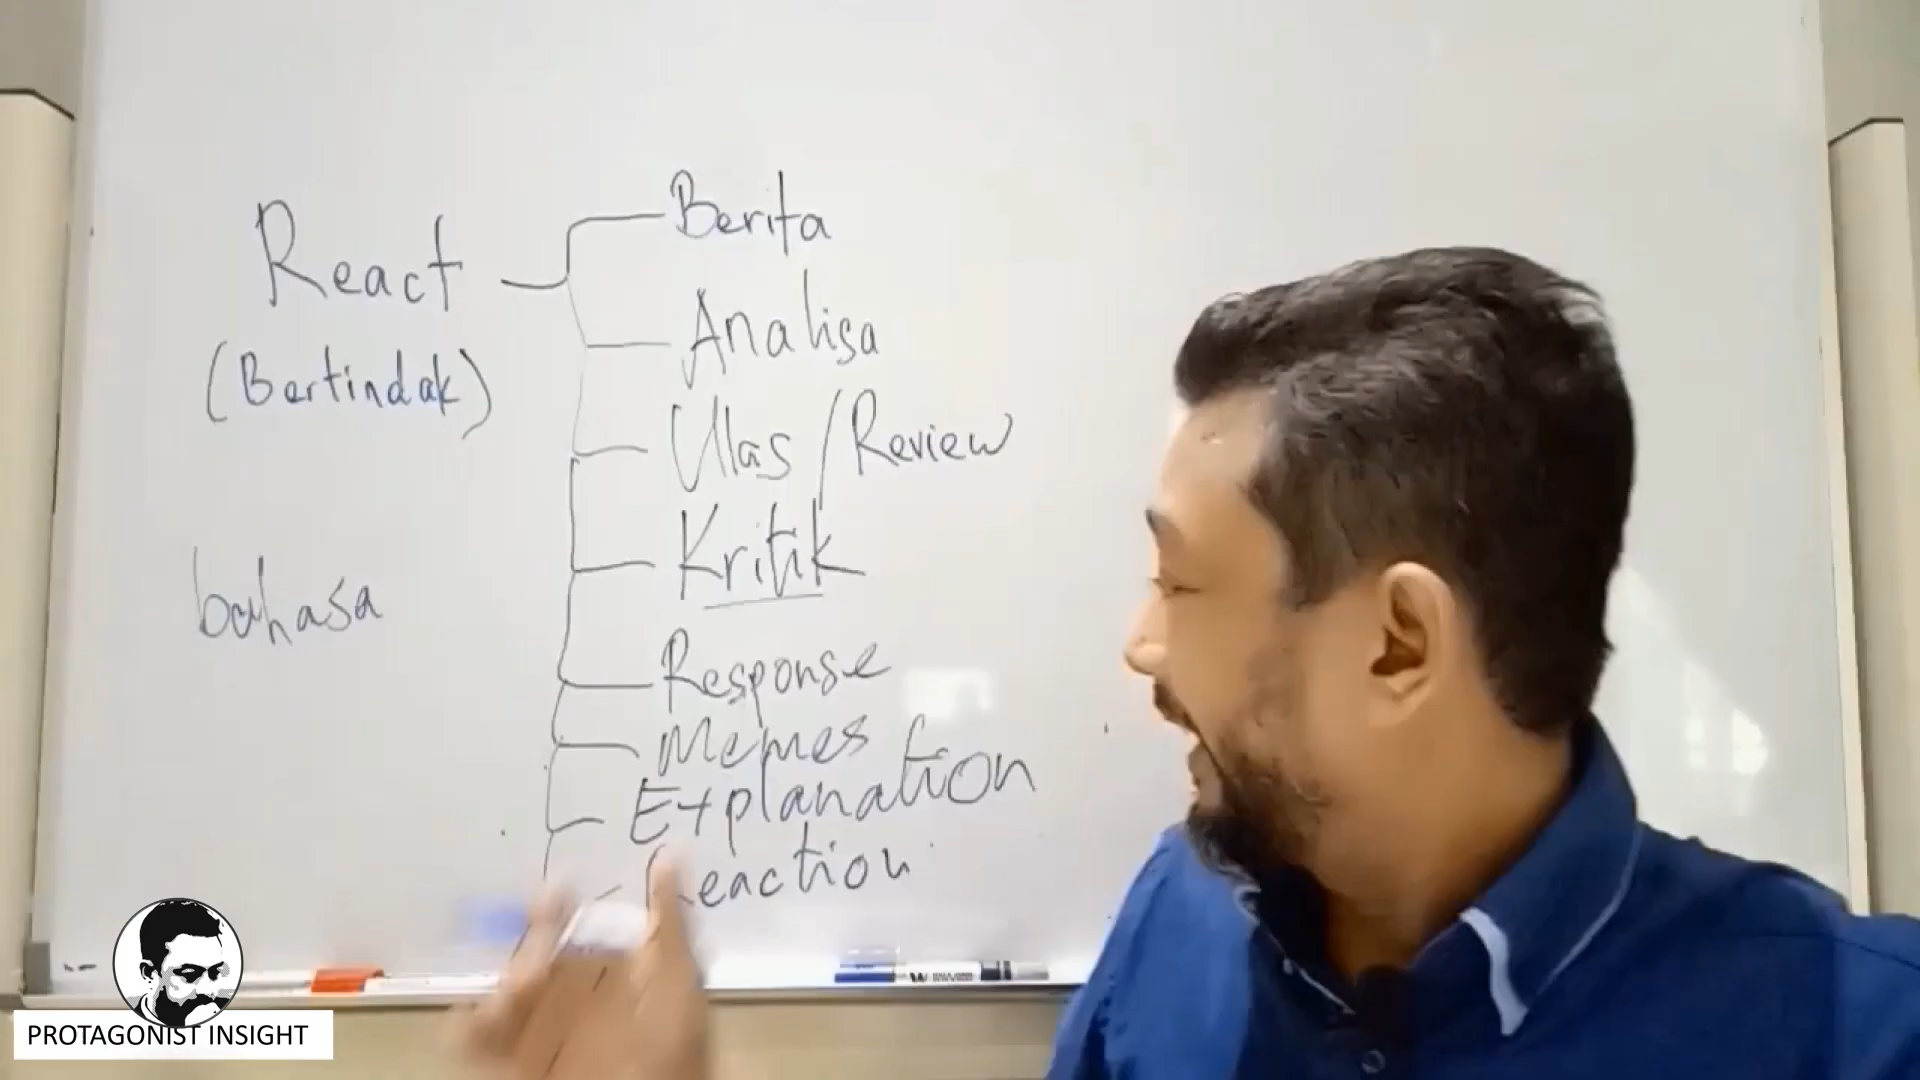 React
(Bertindak)
bahasa
Berita
Analisa
Ulas / Review
Kritik
Response
Memes
Explanation
Reaction
PROTAGONIST INSIGHT